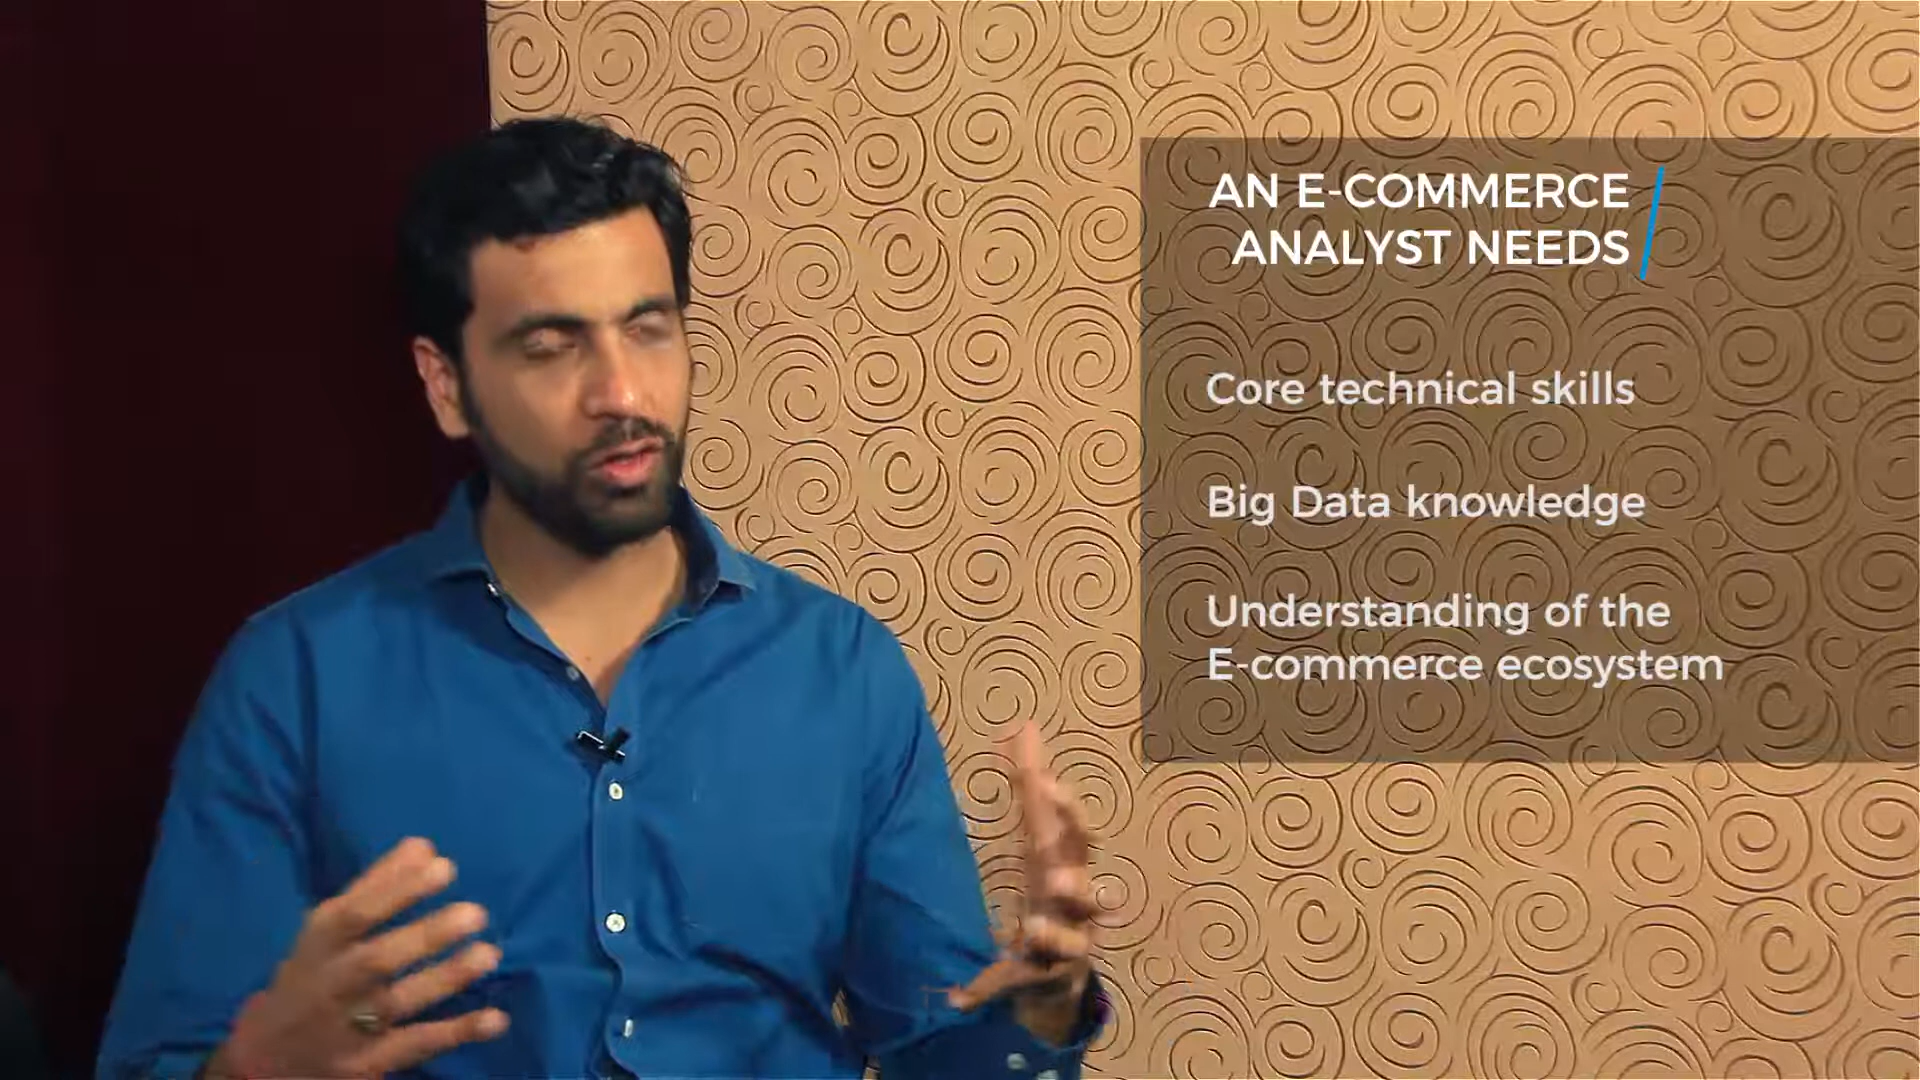 AN E-COMMERCE
ANALYST NEEDS
Core technical skills
Big Data knowledge
Understanding of the
E-commerce ecosystem